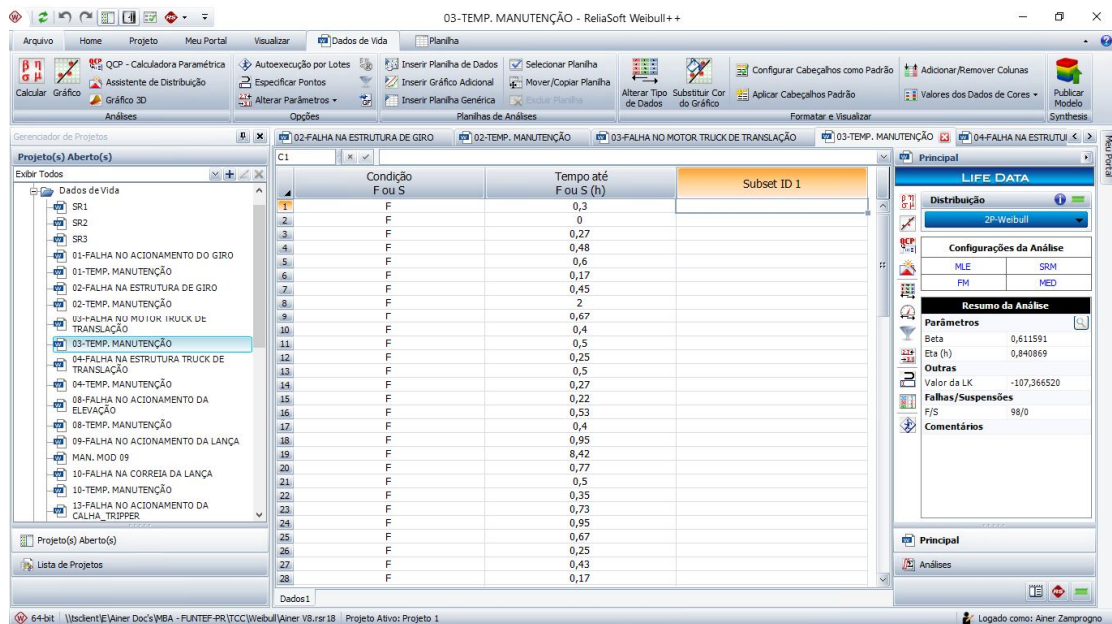 03-TEMP. MANUTENÇÃO - ReliaSoft Weibull++
Arquivo Home Projeto Meu Portal Visualizar Dados de Vida Planilha
β η σ μ
Calcular
Gráfico
QCP - Calculadora Paramétrica
Assistente de Distribuição
Gráfico 3D
Análises
Autoexecução por Lotes
Especificar Pontos
Alterar Parâmetros
Opções
Inserir Planilha de Dados
Inserir Gráfico Adicional
Inserir Planilha Genérica
Selecionar Planilha
Mover/Copiar Planilha
Excluir Planilha
Planilhas de Análises
Alterar Tipo de Dados
Substituir Cor do Gráfico
Configurar Cabeçalhos como Padrão
Aplicar Cabeçalhos Padrão
Adicionar/Remover Colunas
Valores dos Dados de Cores
Formatar e Visualizar
Publicar Modelo
Synthesis
Gerenciador de Projetos
Projeto(s) Aberto(s)
Exibir Todos
Dados de Vida
SR1
SR2
SR3
01-FALHA NO ACIONAMENTO DO GIRO
01-TEMP. MANUTENÇÃO
02-FALHA NA ESTRUTURA DE GIRO
02-TEMP. MANUTENÇÃO
03-FALHA NO MOTOR TRUCK DE
TRANSLAÇÃO
03-TEMP. MANUTENÇÃO
04-FALHA NA ESTRUTURA TRUCK DE
TRANSLAÇÃO
04-TEMP. MANUTENÇÃO
08-FALHA NO ACIONAMENTO DA
ELEVAÇÃO
08-TEMP. MANUTENÇÃO
09-FALHA NO ACIONAMENTO DA LANÇA
MAN. MOD 09
10-FALHA NA CORREIA DA LANÇA
10-TEMP. MANUTENÇÃO
13-FALHA NO ACIONAMENTO DA
CALHA_TRIPPER
Projeto(s) Aberto(s)
Lista de Projetos
02-FALHA NA ESTRUTURA DE GIRO 02-TEMP. MANUTENÇÃO 03-FALHA NO MOTOR TRUCK DE TRANSLAÇÃO 03-TEMP. MANUTENÇÃO 04-FALHA NA ESTRUTU
C1
Condição F ou S Tempo até F ou S (h) Subset ID 1
1 F 0,3
2 F 0
3 F 0,27
4 F 0,48
5 F 0,6
6 F 0,17
7 F 0,45
8 F 2
9 F 0,67
10 F 0,4
11 F 0,5
12 F 0,25
13 F 0,5
14 F 0,27
15 F 0,22
16 F 0,53
17 F 0,4
18 F 0,95
19 F 8,42
20 F 0,77
21 F 0,5
22 F 0,35
23 F 0,73
24 F 0,95
25 F 0,67
26 F 0,25
27 F 0,43
28 F 0,17
Dados1
Meu Portal
Principal
LIFE DATA
Distribuição
2P-Weibull
QCP
Configurações da Análise
MLE SRM
FM MED
Resumo da Análise
Parâmetros
Beta 0,611591
Eta (h) 0,840869
Outras
Valor da LK -107,366520
Falhas/Suspensões
F/S 98/0
Comentários
Principal
Análises
64-bit \\tsclient\E\Ainer Doc's\MBA - FUNTEF-PR\TCC\Weibull\Ainer V8.rsr18 Projeto Ativo: Projeto 1 Logado como: Ainer Zamprogno